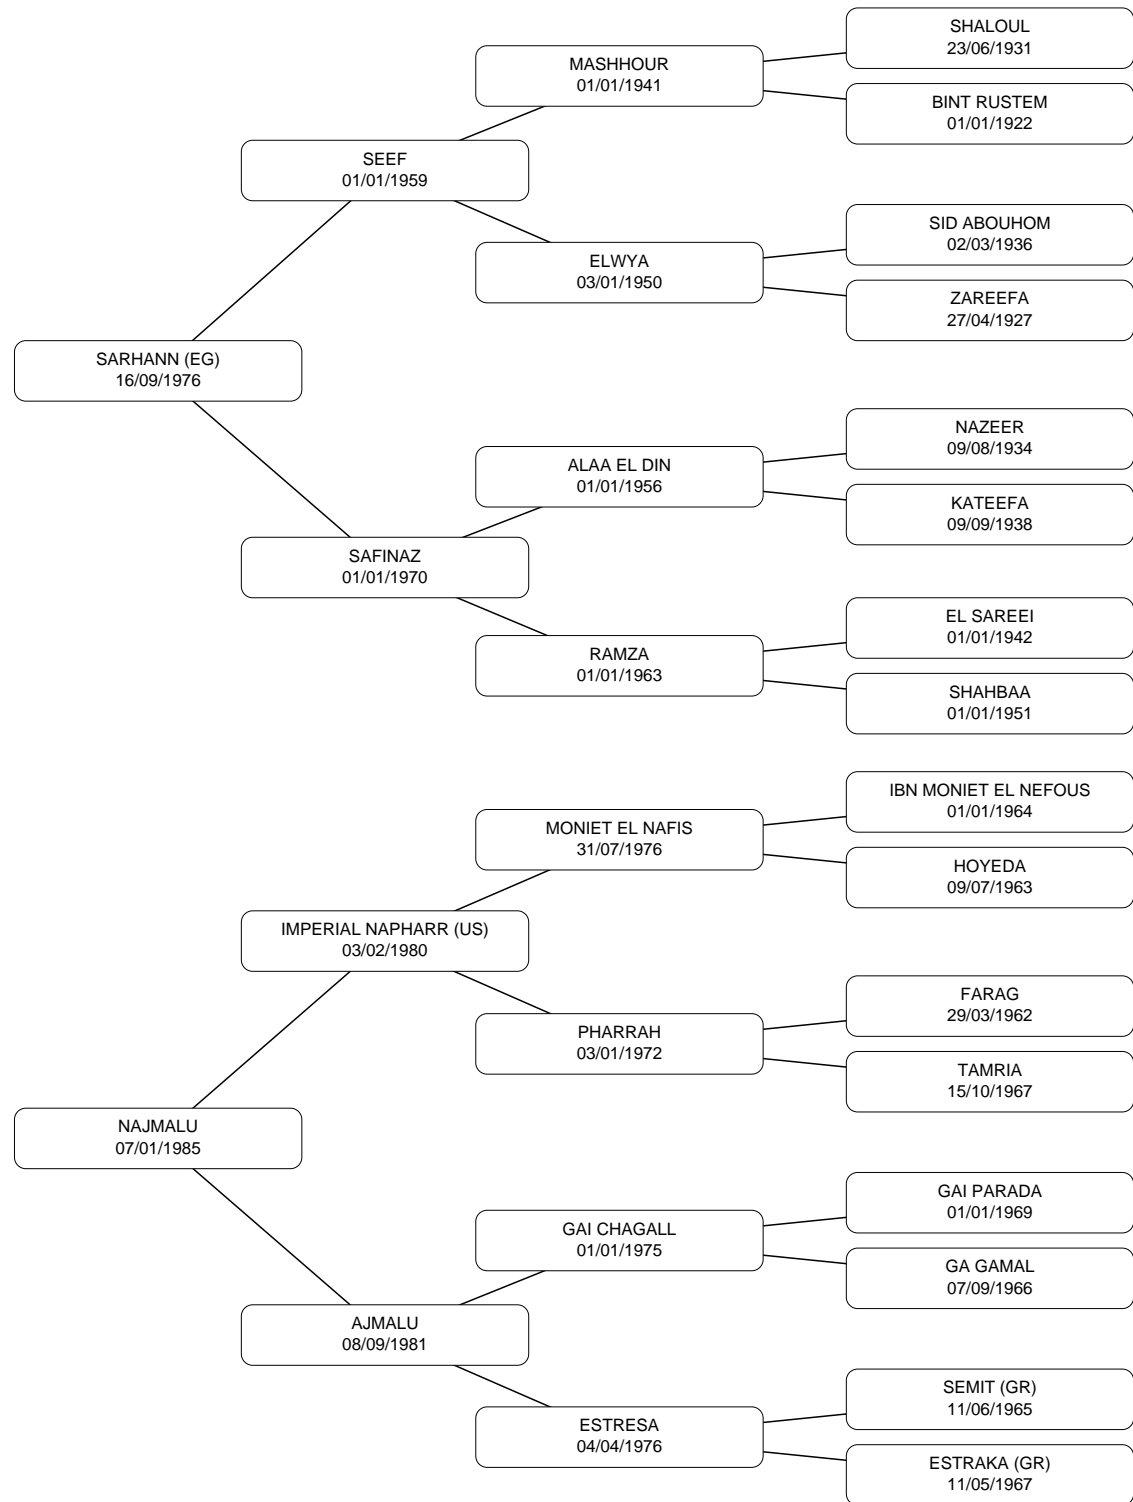 SHALOUL
23/06/1931
MASHHOUR
01/01/1941
BINT RUSTEM
01/01/1922
SEEF
01/01/1959
SID ABOUHOM
02/03/1936
ELWYA
03/01/1950
ZAREEFA
27/04/1927
SARHANN (EG)
16/09/1976
NAZEER
09/08/1934
ALAA EL DIN
01/01/1956
KATEEFA
09/09/1938
SAFINAZ
01/01/1970
EL SAREEI
01/01/1942
RAMZA
01/01/1963
SHAHBAA
01/01/1951
IBN MONIET EL NEFOUS
01/01/1964
MONIET EL NAFIS
31/07/1976
HOYEDA
09/07/1963
IMPERIAL NAPHARR (US)
03/02/1980
FARAG
29/03/1962
PHARRAH
03/01/1972
TAMRIA
15/10/1967
NAJMALU
07/01/1985
GAI PARADA
01/01/1969
GAI CHAGALL
01/01/1975
GA GAMAL
07/09/1966
AJMALU
08/09/1981
SEMIT (GR)
11/06/1965
ESTRESA
04/04/1976
ESTRAKA (GR)
11/05/1967